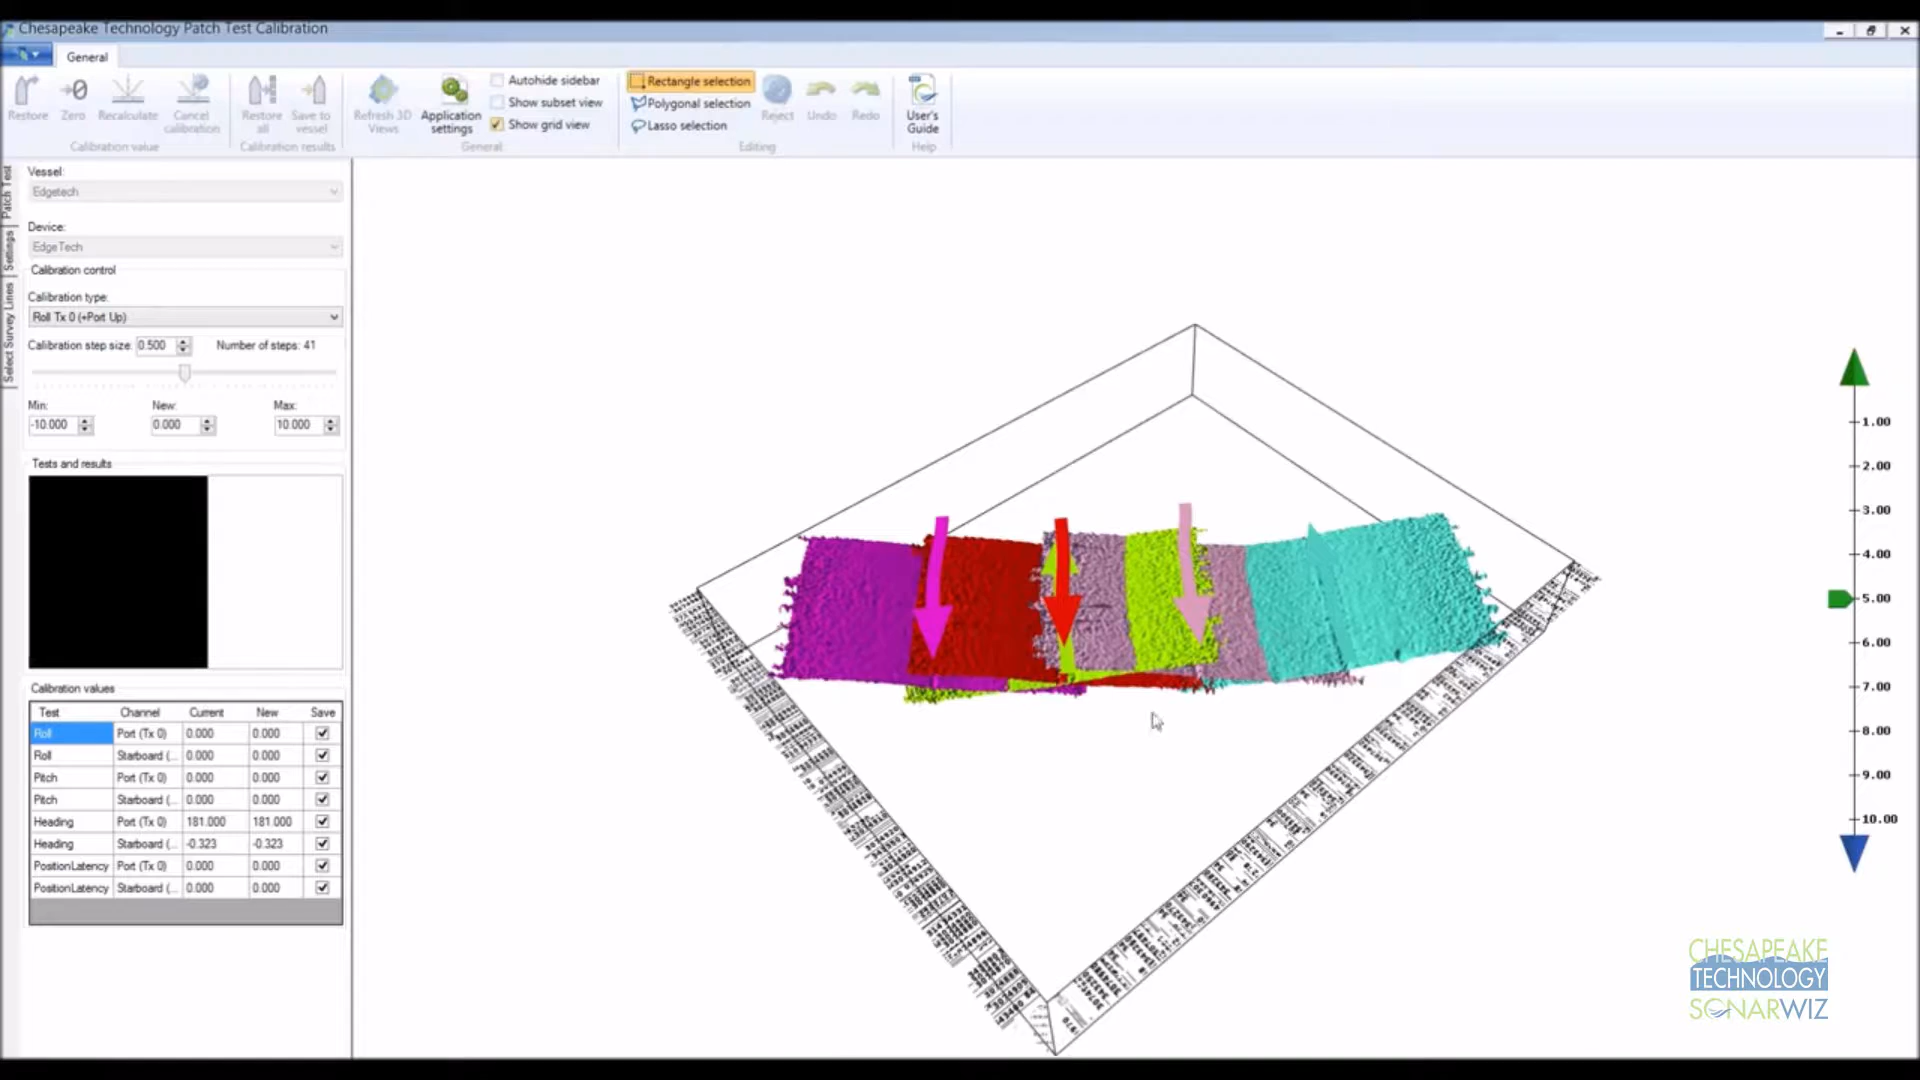 Chesapeake Technology Patch Test Calibration
General
Restore
Zero
Recalculate
Cancel calibration
Calibration value
Restore all
Save to vessel
Calibration results
Refresh 3D Views
Application settings
Autohide sidebar
Show subset view
Show grid view
General
Rectangle selection
Polygonal selection
Lasso selection
Reject
Undo
Redo
Editing
User's Guide
Help
Patch Test
Settings
Select Survey Lines
Vessel:
Edgetech
Device:
EdgeTech
Calibration control
Calibration type:
Roll Tx 0 (+Port Up)
Calibration step size: 0.500 Number of steps: 41
Min: New: Max:
-10.000 0.000 10.000
Tests and results
Calibration values
Test Channel Current New Save
Roll Port (Tx 0) 0.000 0.000
Roll Starboard (... 0.000 0.000
Pitch Port (Tx 0) 0.000 0.000
Pitch Starboard (... 0.000 0.000
Heading Port (Tx 0) 181.000 181.000
Heading Starboard (... -0.323 -0.323
PositionLatency Port (Tx 0) 0.000 0.000
PositionLatency Starboard (... 0.000 0.000
1.00
2.00
3.00
4.00
5.00
6.00
7.00
8.00
9.00
10.00
CHESAPEAKE
TECHNOLOGY
SONARWIZ